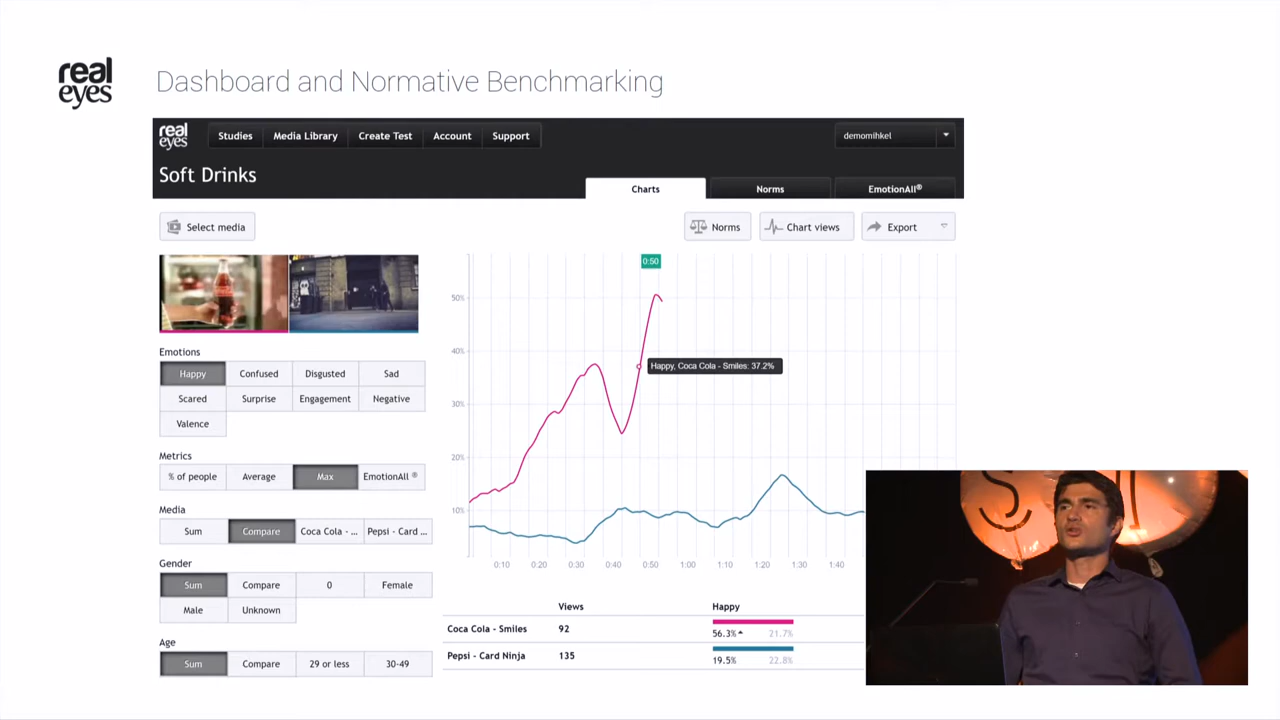 real
eyes
Dashboard and Normative Benchmarking
real
eyes
Studies Media Library Create Test Account Support
demomihkel
Soft Drinks
Charts Norms EmotionAll®
Select media
Norms Chart views Export
0:50
50%
40%
30%
20%
10%
Happy, Coca Cola - Smiles: 37.2%
0:10 0:20 0:30 0:40 0:50 1:00 1:10 1:20 1:30 1:40
Emotions
Happy Confused Disgusted Sad
Scared Surprise Engagement Negative
Valence
Metrics
% of people Average Max EmotionAll ®
Media
Sum Compare Coca Cola - ... Pepsi - Card ...
Gender
Sum Compare 0 Female
Male Unknown
Age
Sum Compare 29 or less 30-49
Views Happy
Coca Cola - Smiles 92 56.3% 21.7%
Pepsi - Card Ninja 135 19.5% 22.8%
S